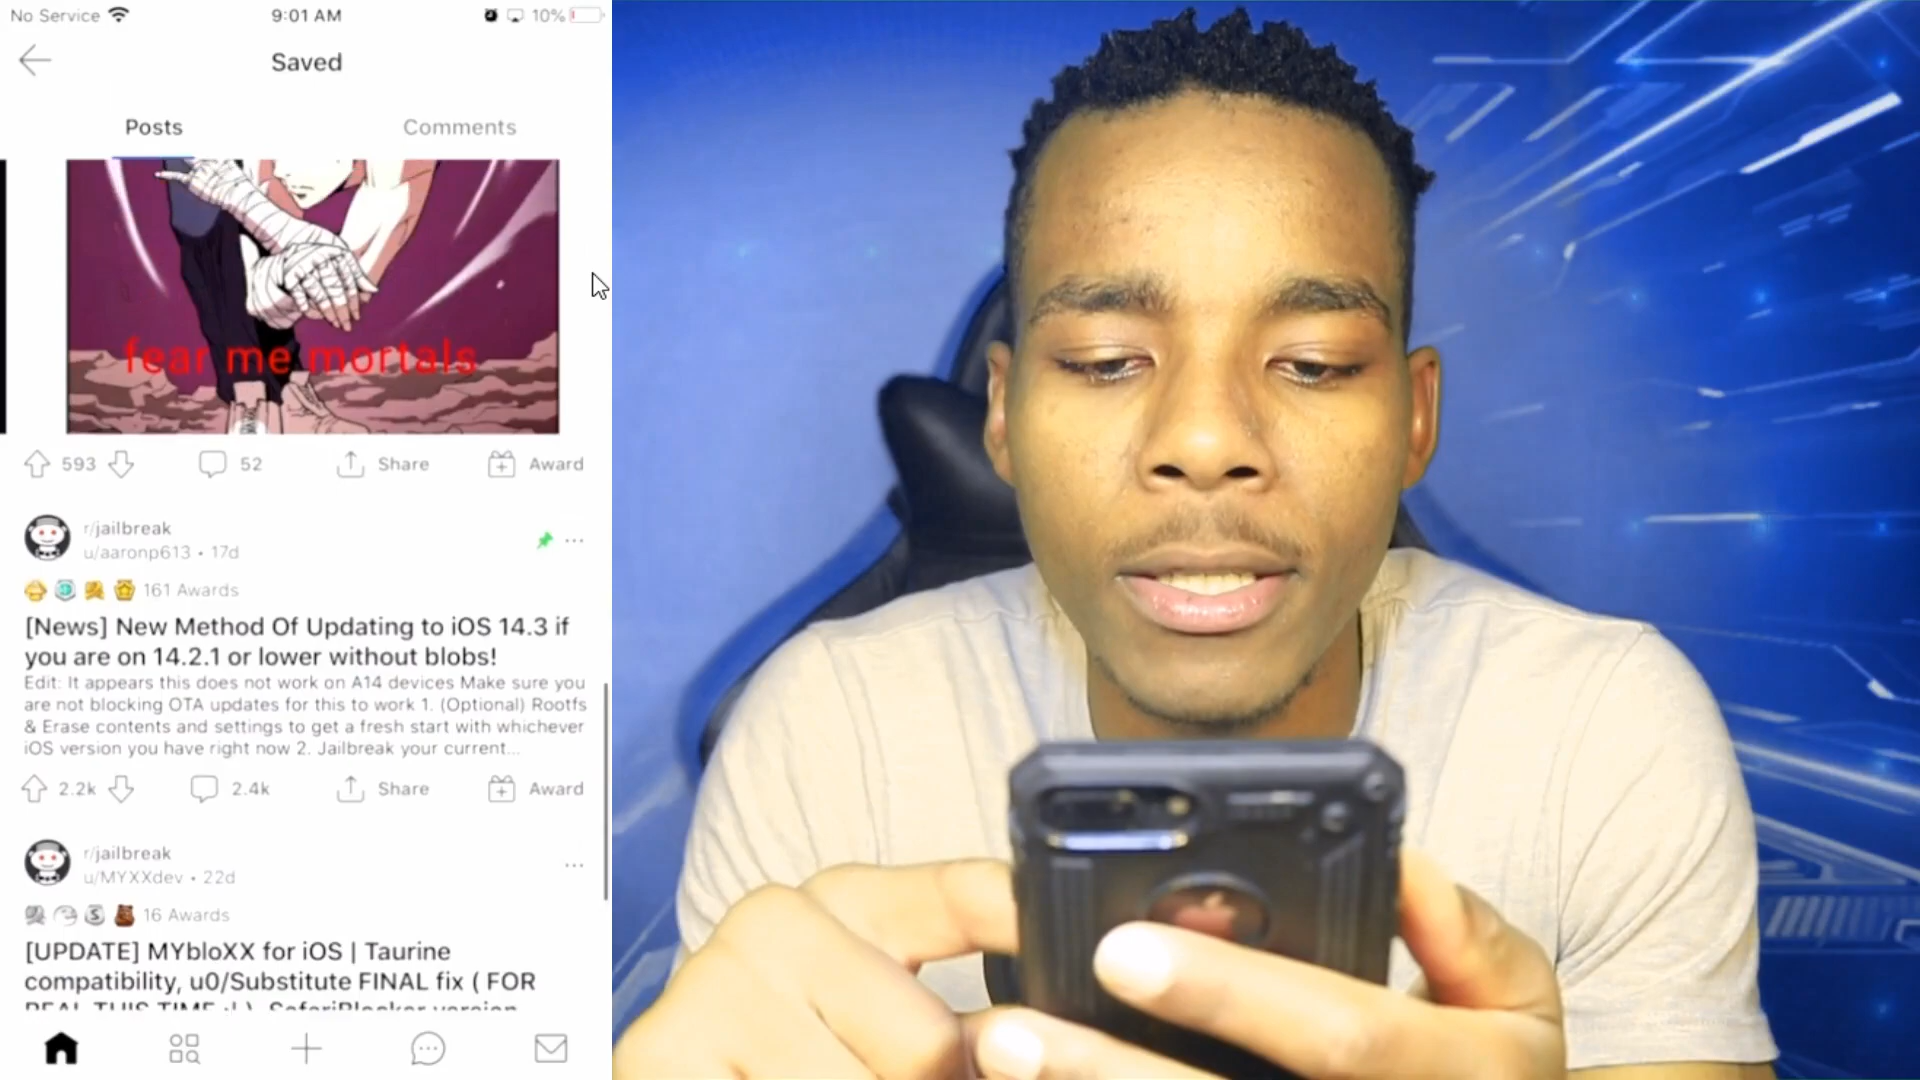 No Service 9:01 AM 10%
Saved
Posts Comments
fear me mortals
593 52 Share Award
r/jailbreak
u/aaronp613 • 17d
161 Awards
[News] New Method Of Updating to iOS 14.3 if
you are on 14.2.1 or lower without blobs!
Edit: It appears this does not work on A14 devices Make sure you
are not blocking OTA updates for this to work 1. (Optional) Rootfs
& Erase contents and settings to get a fresh start with whichever
iOS version you have right now 2. Jailbreak your current...
2.2k 2.4k Share Award
r/jailbreak
u/MYXXdev • 22d
16 Awards
[UPDATE] MYbloXX for iOS | Taurine
compatibility, u0/Substitute FINAL fix ( FOR
REAL THIS TIME